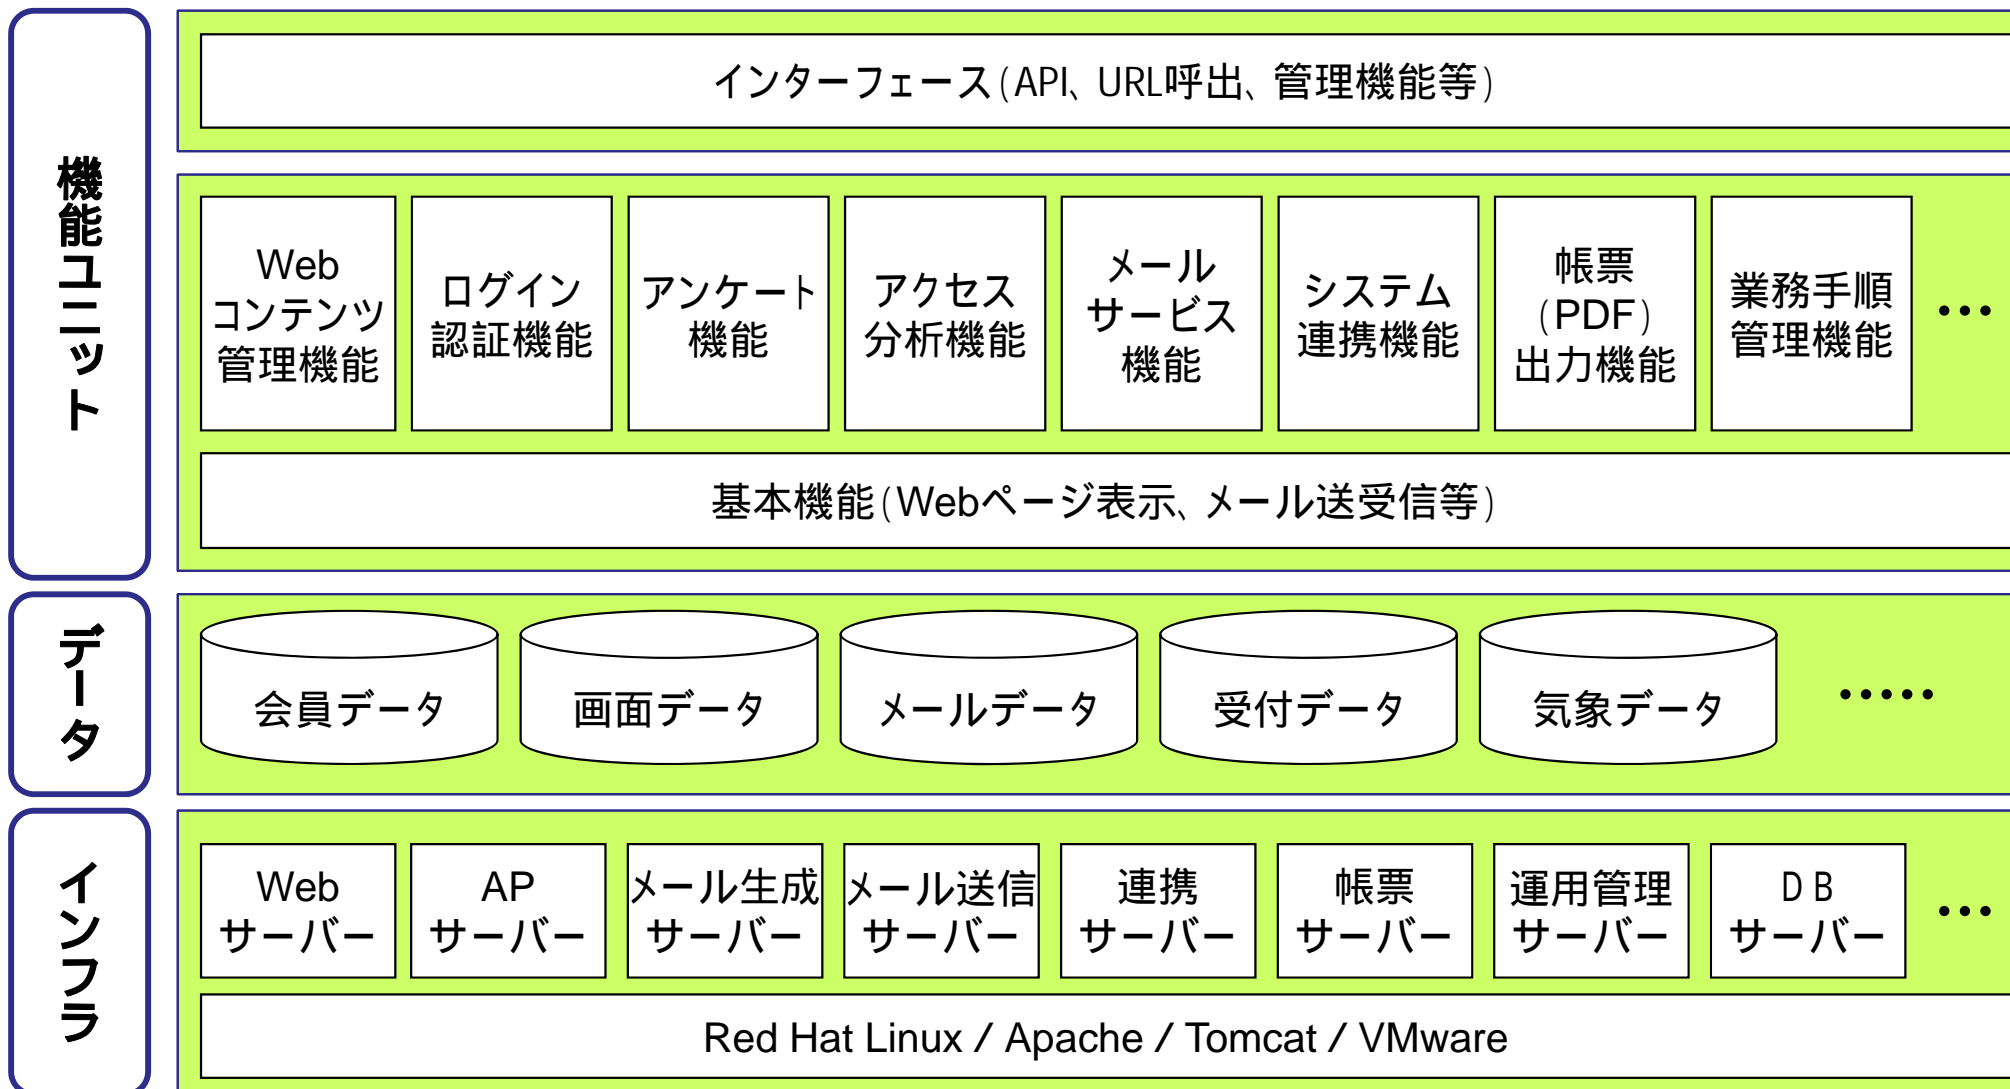 機能ユニット
インターフェース(API、URL呼出、管理機能等)
Web
コンテンツ
管理機能
ログイン
認証機能
アンケート
機能
アクセス
分析機能
メール
サービス
機能
システム
連携機能
帳票
(PDF)
出力機能
業務手順
管理機能
…
基本機能(Webページ表示、メール送受信等)
データ
会員データ
画面データ
メールデータ
受付データ
気象データ
・・・・・
インフラ
Web
サーバー
AP
サーバー
メール生成
サーバー
メール送信
サーバー
連携
サーバー
帳票
サーバー
運用管理
サーバー
DB
サーバー
…
Red Hat Linux / Apache / Tomcat / VMware